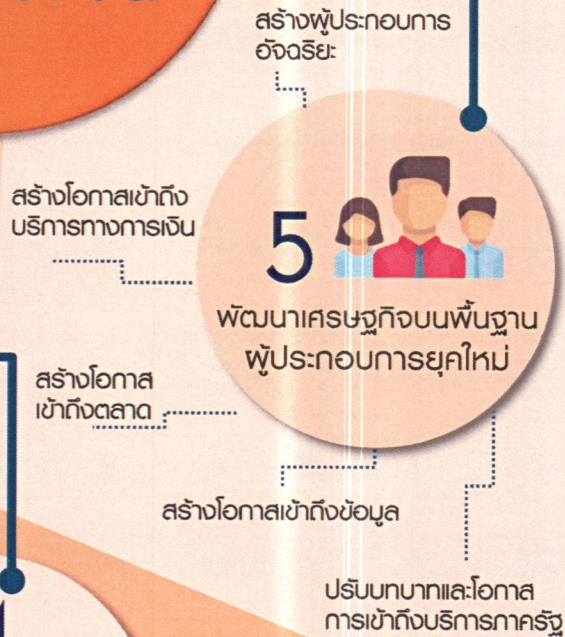 สร้างผู้ประกอบการ
อัจฉริยะ
สร้างโอกาสเข้าถึง
บริการทางการเงิน
5
พัฒนาเศรษฐกิจบนพื้นฐาน
ผู้ประกอบการยุคใหม่
สร้างโอกาส
เข้าถึงตลาด
สร้างโอกาสเข้าถึงข้อมูล
ปรับบทบาทและโอกาส
การเข้าถึงบริการภาครัฐ